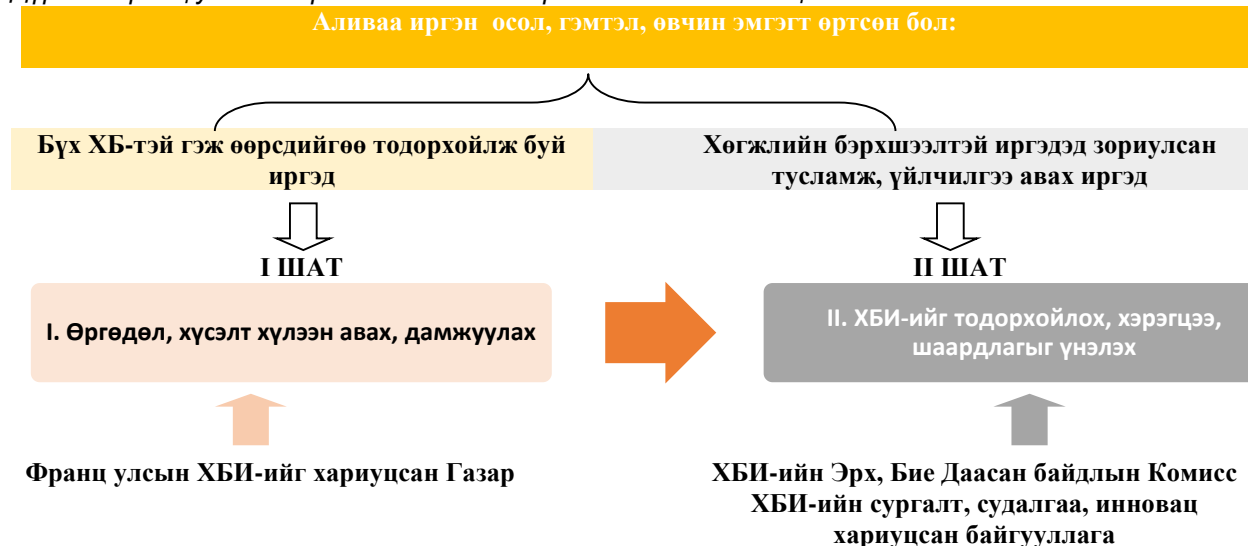 Аливаа иргэн осол, гэмтэл, өвчин эмгэгт өртсөн бол:
Бүх ХБ-тэй гэж өөрсдийгөө тодорхойлж буй
иргэд
Хөгжлийн бэрхшээлтэй иргэдэд зориулсан
тусламж, үйлчилгээ авах иргэд
I ШАТ
II ШАТ
I. Өргөдөл, хүсэлт хүлээн авах, дамжуулах
II. ХБИ-ийг тодорхойлох, хэрэгцээ,
шаардлагыг үнэлэх
Франц улсын ХБИ-ийг хариуцсан Газар
ХБИ-ийн Эрх, Бие Даасан байдлын Комисс
ХБИ-ийн сургалт, судалгаа, инновац
хариуцсан байгууллага